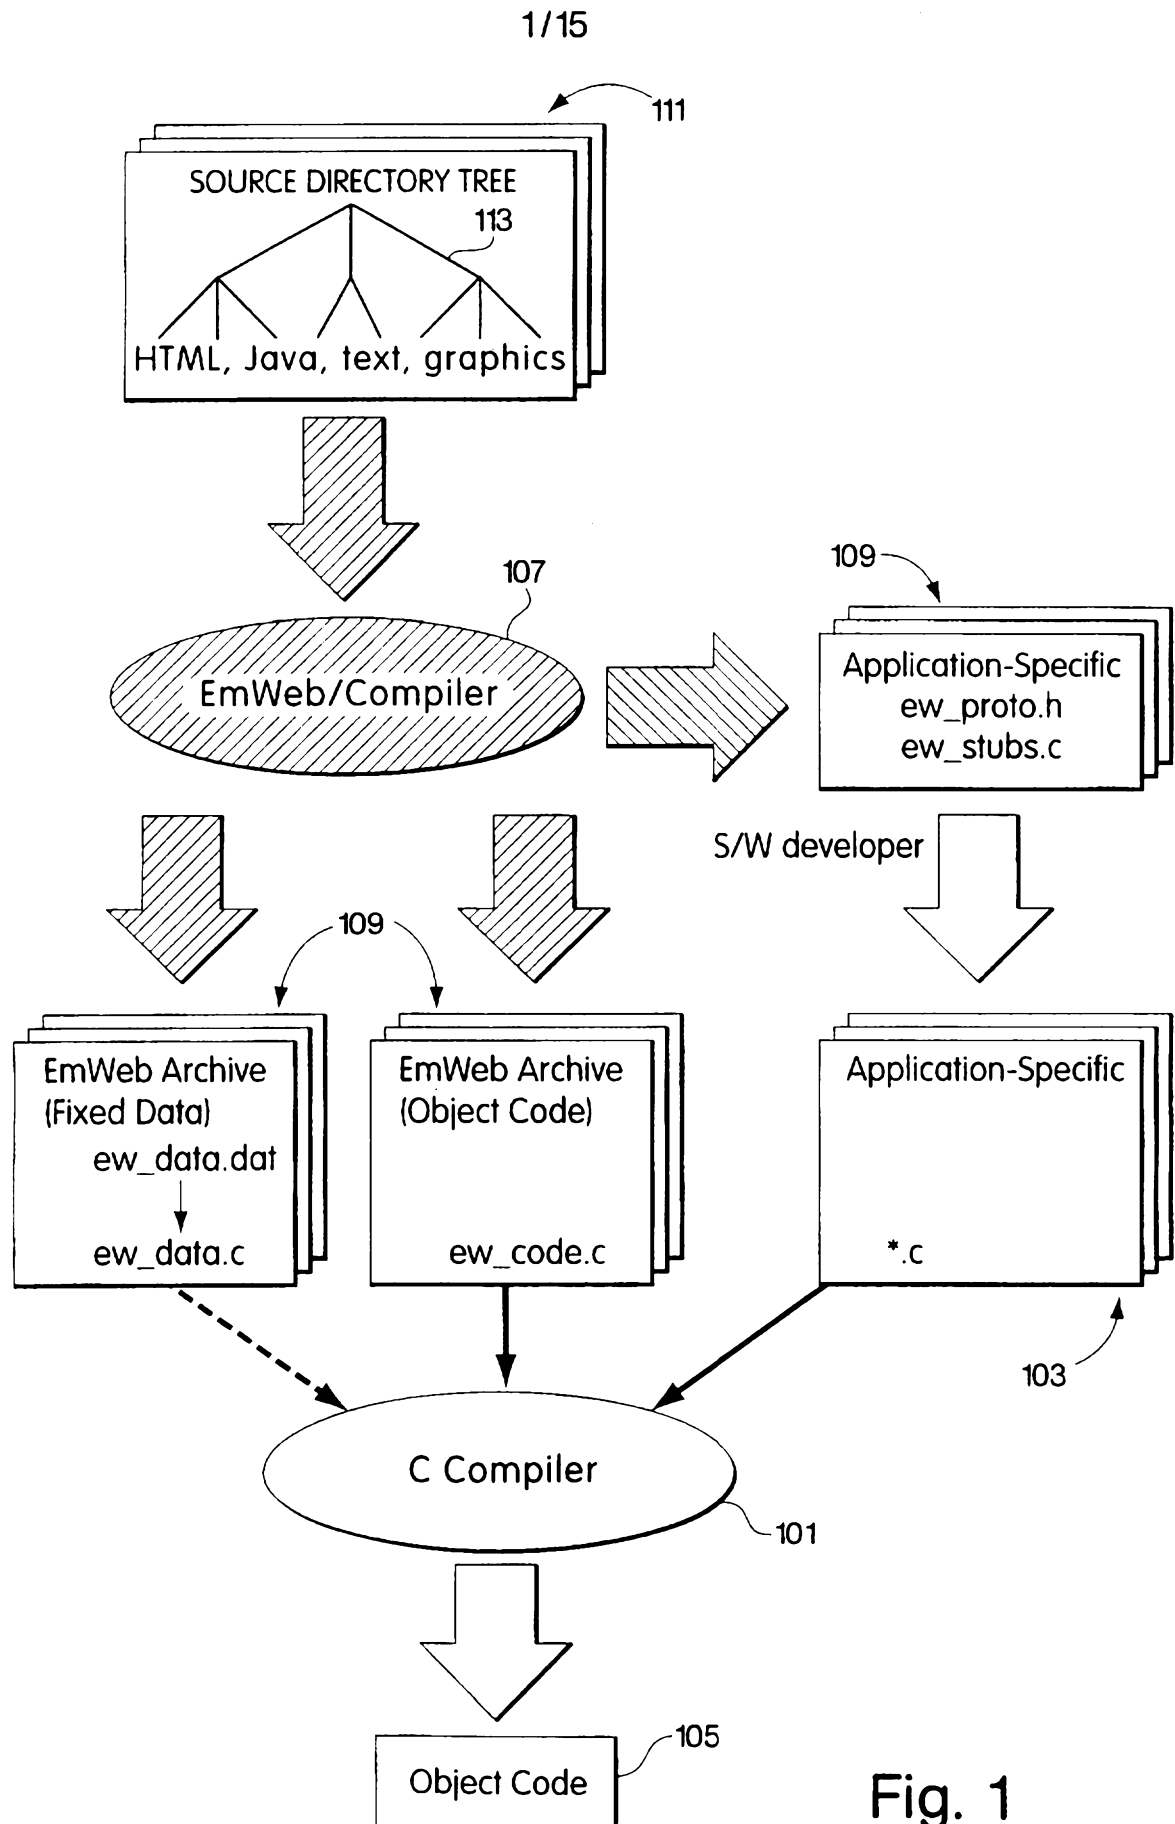 1/15
111
SOURCE DIRECTORY TREE
113
HTML, Java, text, graphics
107
EmWeb/Compiler
109
Application-Specific
ew_proto.h
ew_stubs.c
S/W developer
109
EmWeb Archive
(Fixed Data)
ew_data.dat
ew_data.c
EmWeb Archive
(Object Code)
ew_code.c
Application-Specific
*.c
103
C Compiler
101
105
Object Code
Fig. 1